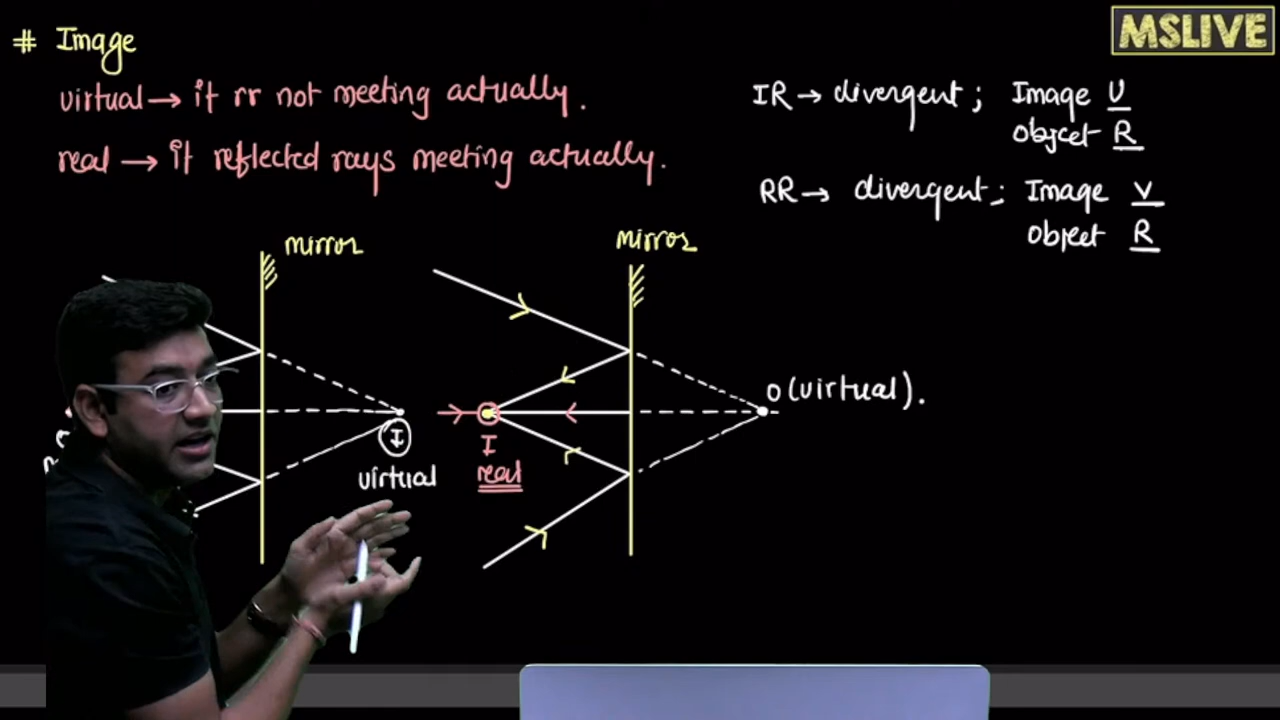 MSLIVE
# Image
virtual → if rr not meeting actually.
real → if reflected rays meeting actually.
IR → divergent; Image U
object R
RR → divergent; Image V
object R
mirror
mirror
O (virtual).
I
virtual
I
real